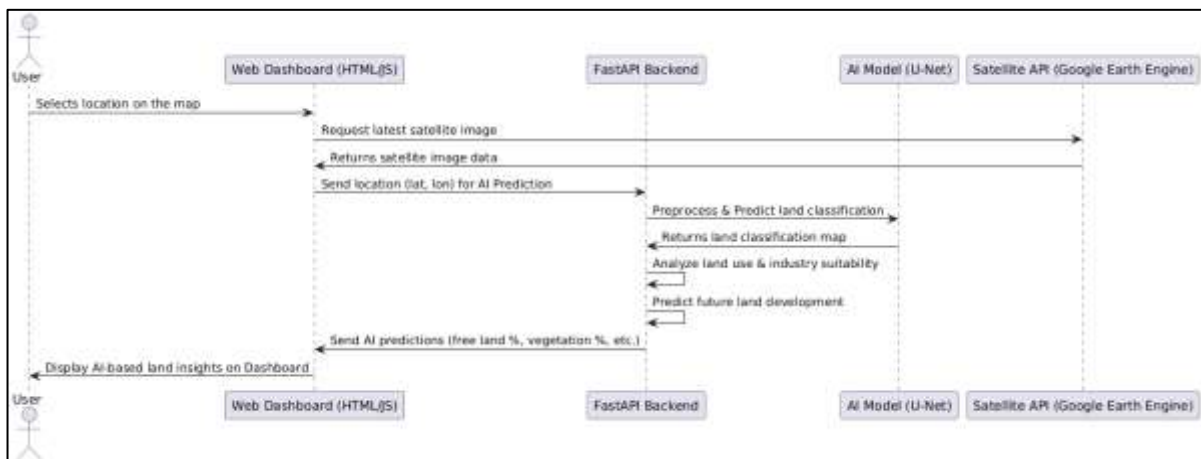 User
Web Dashboard (HTML/JS)
FastAPI Backend
AI Model (U-Net)
Satellite API (Google Earth Engine)
Selects location on the map
Request latest satellite image
Returns satellite image data
Send location (lat, lon) for AI Prediction
Preprocess & Predict land classification
Returns land classification map
Analyze land use & industry suitability
Predict future land development
Send AI predictions (free land %, vegetation %, etc.)
Display AI-based land insights on Dashboard
User
Web Dashboard (HTML/JS)
FastAPI Backend
AI Model (U-Net)
Satellite API (Google Earth Engine)